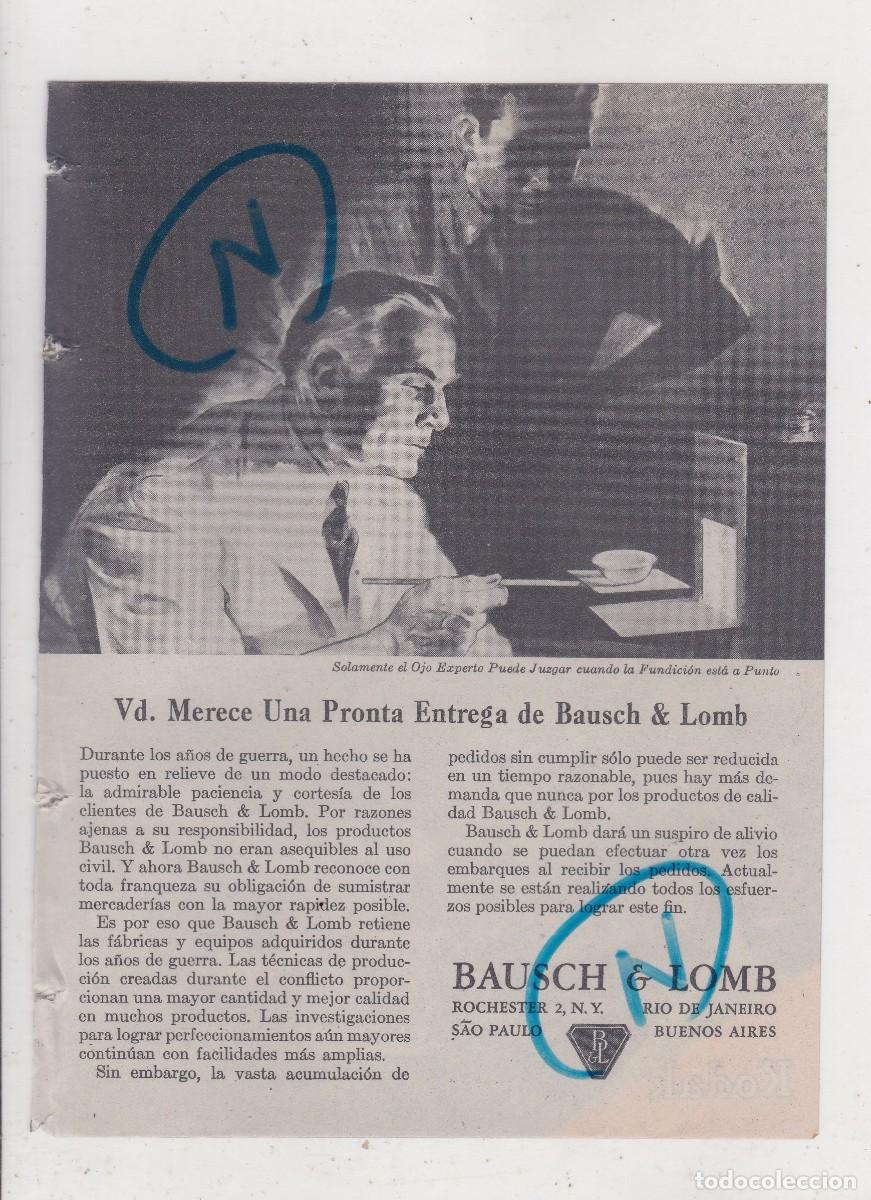 N
Solamente el Ojo Experto Puede Juzgar cuando la Fundición está a Punto
Vd. Merece Una Pronta Entrega de Bausch & Lomb
Durante los años de guerra, un hecho se ha
puesto en relieve de un modo destacado:
la admirable paciencia y cortesía de los
clientes de Bausch & Lomb. Por razones
ajenas a su responsibilidad, los productos
Bausch & Lomb no eran asequibles al uso
civil. Y ahora Bausch & Lomb reconoce con
toda franqueza su obligación de sumistrar
mercaderías con la mayor rapidez posible.
Es por eso que Bausch & Lomb retiene
las fábricas y equipos adquiridos durante
los años de guerra. Las técnicas de produc-
ción creadas durante el conflicto propor-
cionan una mayor cantidad y mejor calidad
en muchos productos. Las investigaciones
para lograr perfeccionamientos aún mayores
continúan con facilidades más amplias.
Sin embargo, la vasta acumulación de
pedidos sin cumplir sólo puede ser reducida
en un tiempo razonable, pues hay más de-
manda que nunca por los productos de cali-
dad Bausch & Lomb.
Bausch & Lomb dará un suspiro de alivio
cuando se puedan efectuar otra vez los
embarques al recibir los pedidos. Actual-
mente se están realizando todos los esfuer-
zos posibles para lograr este fin.
N
BAUSCH & LOMB
ROCHESTER 2, N. Y. RIO DE JANEIRO
SÃO PAULO BUENOS AIRES
B&L
Kodak
todocoleccion